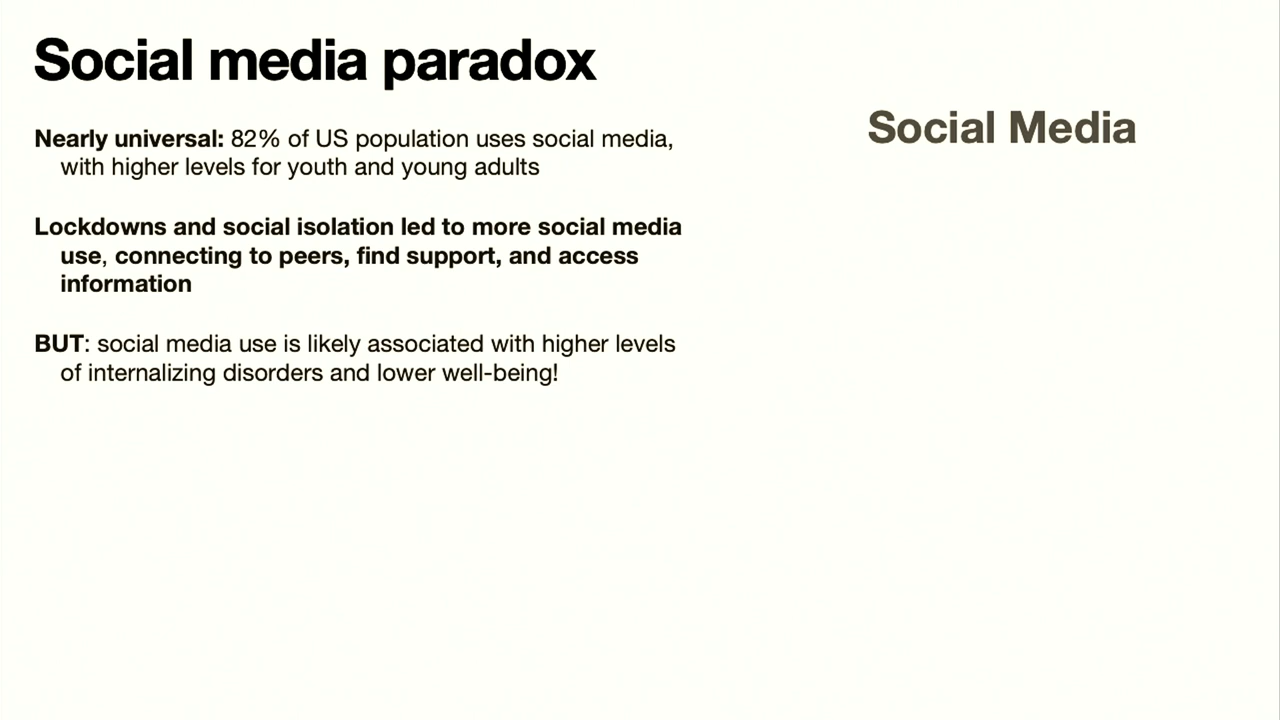 Social media paradox
Nearly universal: 82% of US population uses social media,
with higher levels for youth and young adults
Lockdowns and social isolation led to more social media
use, connecting to peers, find support, and access
information
BUT: social media use is likely associated with higher levels
of internalizing disorders and lower well-being!
Social Media